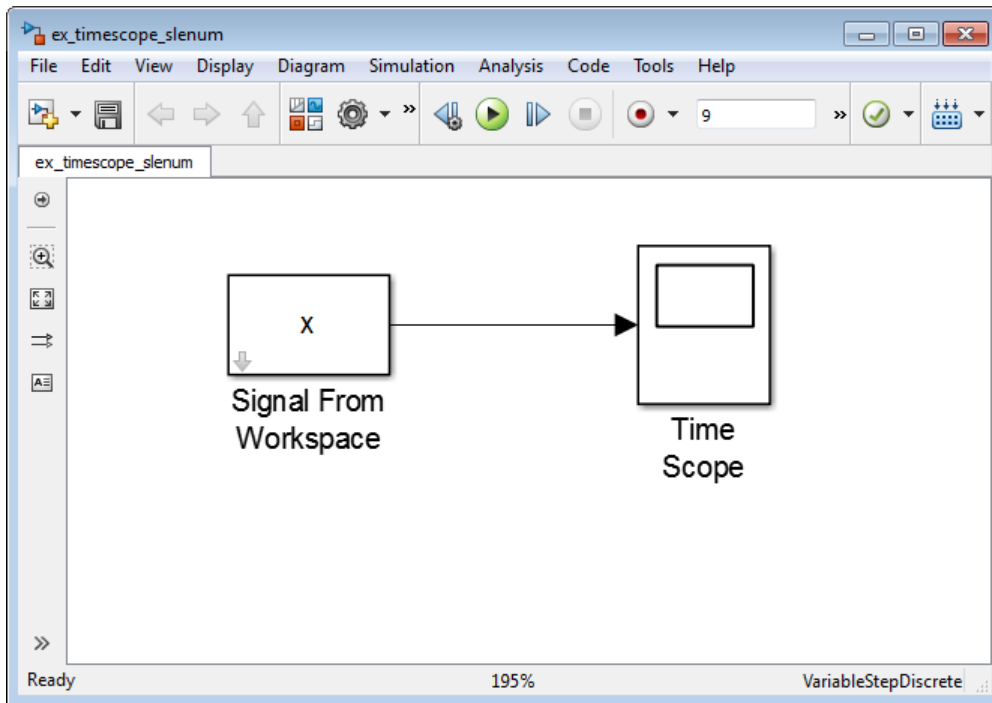 ex_timescope_slenum
File Edit View Display Diagram Simulation Analysis Code Tools Help
» 9 »
ex_timescope_slenum
X
Signal From
Workspace
Time
Scope
A
»
Ready 195% VariableStepDiscrete